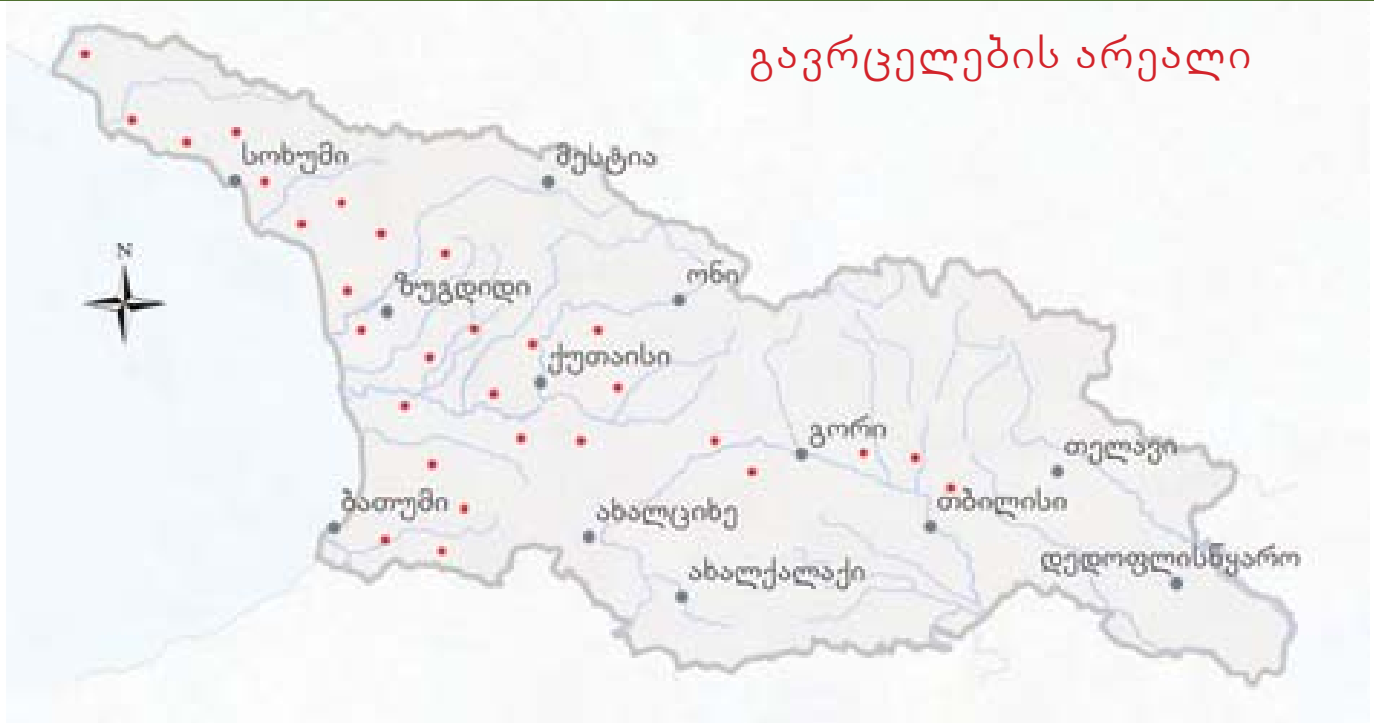 გავრცელების არეალი
სოხუმი
მესტია
N
ზუგდიდი
ონი
ქუთაისი
გორი
თელავი
ბათუმი
ახალციხე
თბილისი
ახალქალაქი
დედოფლისწყარო